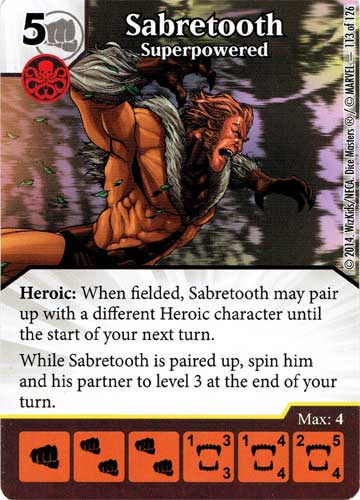 5
Sabretooth
Superpowered
© 2014. WizKids/NECA. Dice Masters ®/© MARVEL — 113 of 126
Heroic: When fielded, Sabretooth may pair
up with a different Heroic character until
the start of your next turn.
While Sabretooth is paired up, spin him
and his partner to level 3 at the end of your
turn.
Max: 4
1 3
3
1 4
4
2 5
4